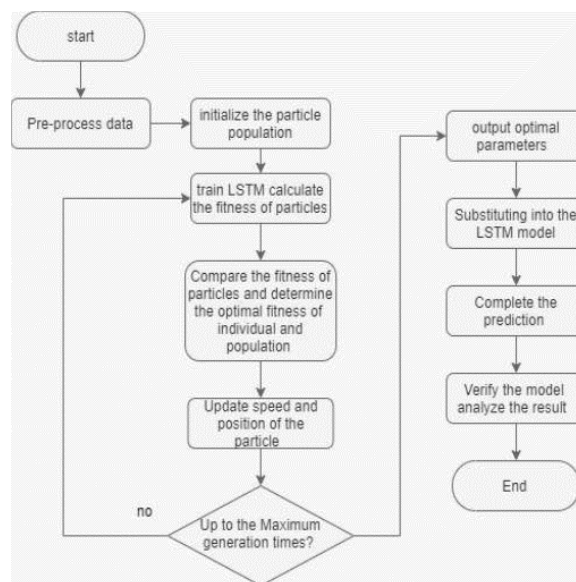 start
Pre-process data
initialize the particle
population
train LSTM calculate
the fitness of particles
Compare the fitness of
particles and determine
the optimal fitness of
individual and
population
Update speed and
position of the
particle
no
Up to the Maximum
generation times?
output optimal
parameters
Substituting into the
LSTM model
Complete the
prediction
Verify the model
analyze the result
End